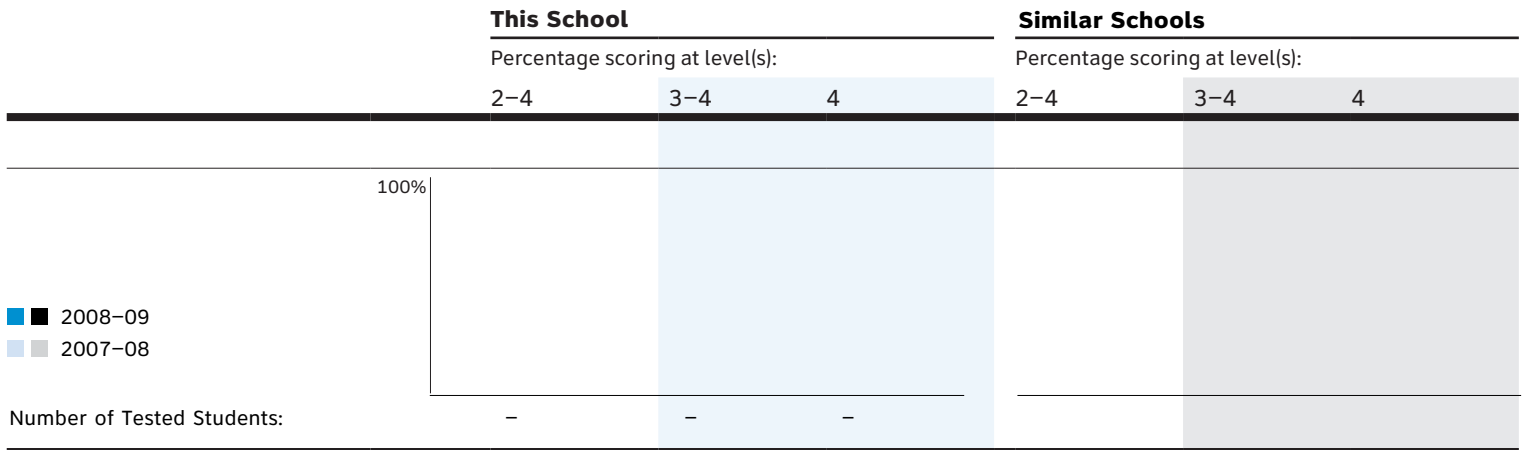 This School Similar Schools
Percentage scoring at level(s): Percentage scoring at level(s):
2–4 3–4 4 2–4 3–4 4
100%
2008–09
2007–08
Number of Tested Students: – – –